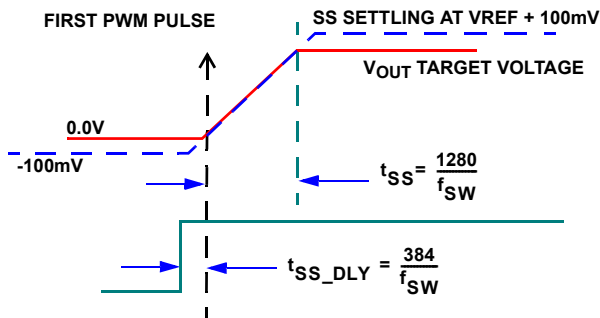 FIRST PWM PULSE
SS SETTLING AT VREF + 100mV
VOUT TARGET VOLTAGE
0.0V
-100mV
tSS= 1280
fSW
tSS_DLY = 384
fSW